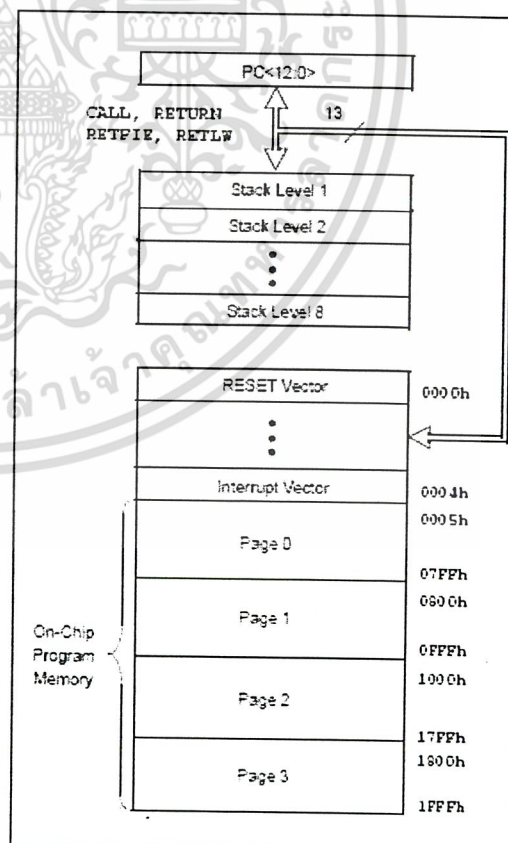 PC<12:0>
CALL, RETURN
RETFIE, RETLW
13
Stack Level 1
Stack Level 2
Stack Level 8
RESET Vector
0000h
Interrupt Vector
0004h
0005h
Page 0
07FFh
0800h
Page 1
0FFFh
1000h
Page 2
17FFh
1800h
Page 3
1FFFh
On-Chip
Program
Memory